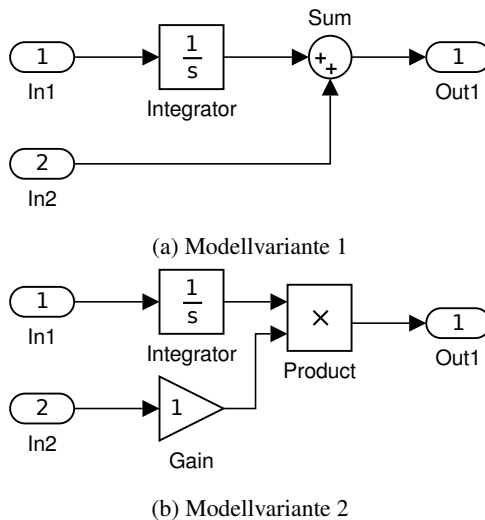 Sum
1
1
s
++
1
In1
Integrator
Out1
2
In2
(a) Modellvariante 1
1
1
s
×
1
In1
Integrator
Product
Out1
2
1
In2
Gain
(b) Modellvariante 2